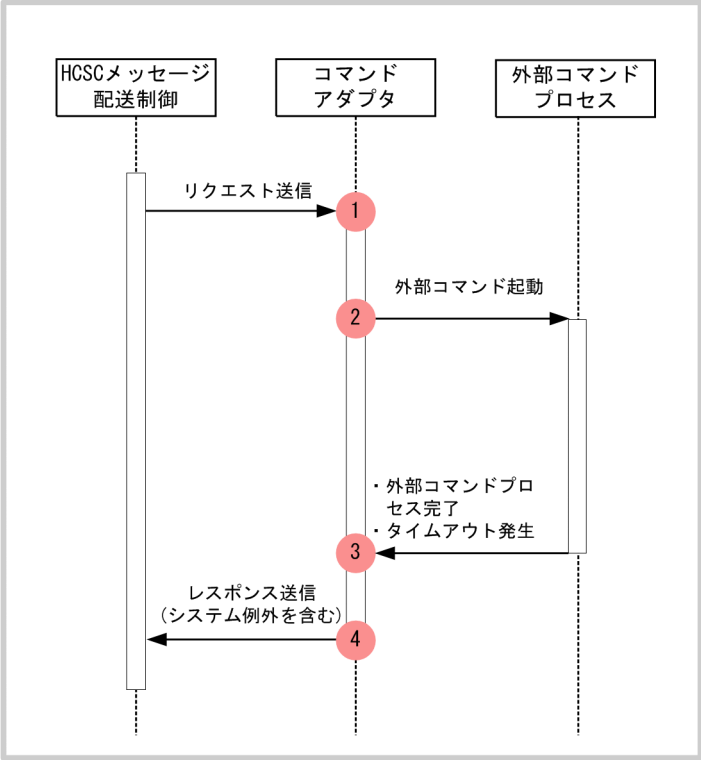 HCSCメッセージ
配送制御
コマンド
アダプタ
外部コマンド
プロセス
リクエスト送信
1
外部コマンド起動
2
・外部コマンドプロ
セス完了
・タイムアウト発生
3
レスポンス送信
(システム例外を含む)
4